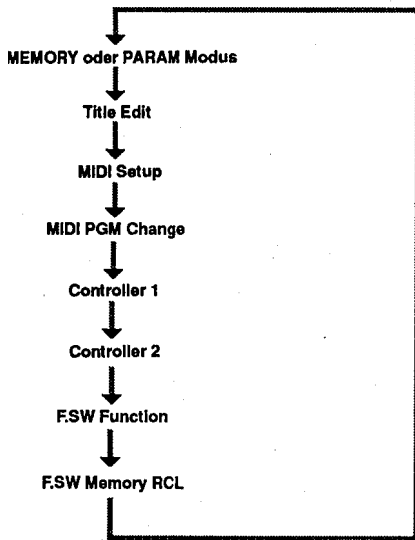 MEMORY oder PARAM Modus
Title Edit
MIDI Setup
MIDI PGM Change
Controller 1
Controller 2
F.SW Function
F.SW Memory RCL